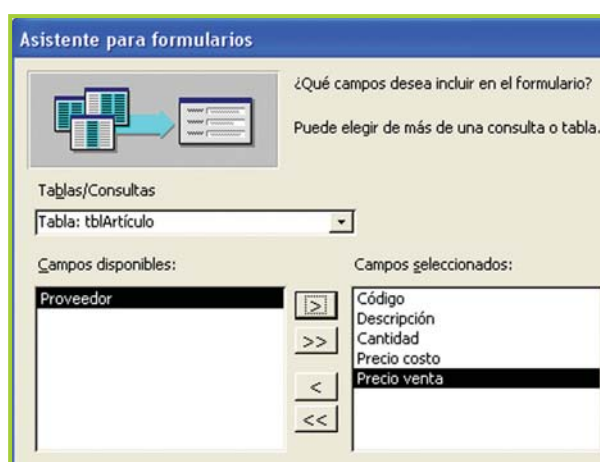 Asistente para formularios
¿Qué campos desea incluir en el formulario?
Puede elegir de más de una consulta o tabla.
Tablas/Consultas
Tabla: tblArtículo
Campos disponibles:
Campos seleccionados:
Proveedor
>
>>
<
<<
Código
Descripción
Cantidad
Precio costo
Precio venta